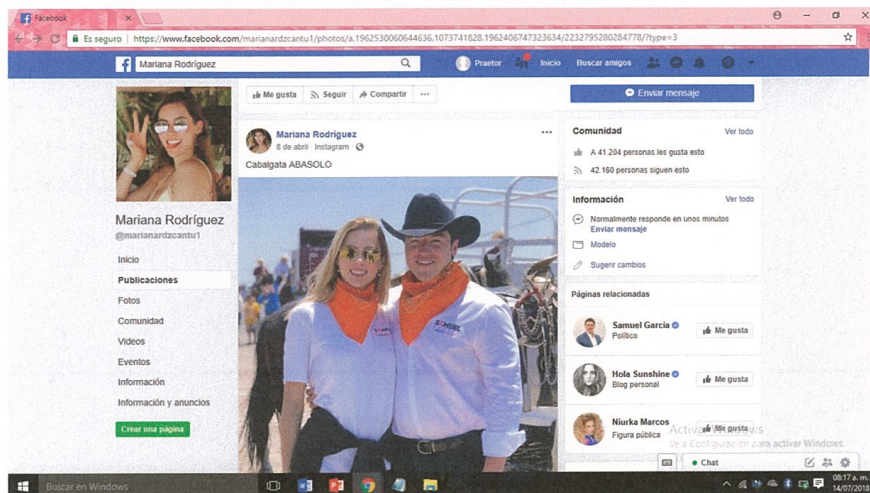 Facebook
Es seguro | https://www.facebook.com/marianardzcantu1/photos/a.1962530060644636.1073741828.1962406747323634/2232795280284778/?type=3
Mariana Rodríguez
Praetor
Inicio
Buscar amigos
Me gusta
Seguir
Compartir
Enviar mensaje
Mariana Rodríguez
@marianardzcantu1
Inicio
Publicaciones
Fotos
Comunidad
Videos
Eventos
Información
Información y anuncios
Crear una página
Mariana Rodríguez
8 de abril · Instagram ·
Cabalgata ABASOLO
SAMUEL
Comunidad
Ver todo
A 41.204 personas les gusta esto
42.160 personas siguen esto
Información
Ver todo
Normalmente responde en unos minutos
Enviar mensaje
Modelo
Sugerir cambios
Páginas relacionadas
Samuel García
Político
Me gusta
Hola Sunshine
Blog personal
Me gusta
Niurka Marcos
Figura pública
Me gusta
Activar Windows
Ve a Configuración para activar Windows.
Chat
Buscar en Windows
08:17 a. m.
14/07/2018